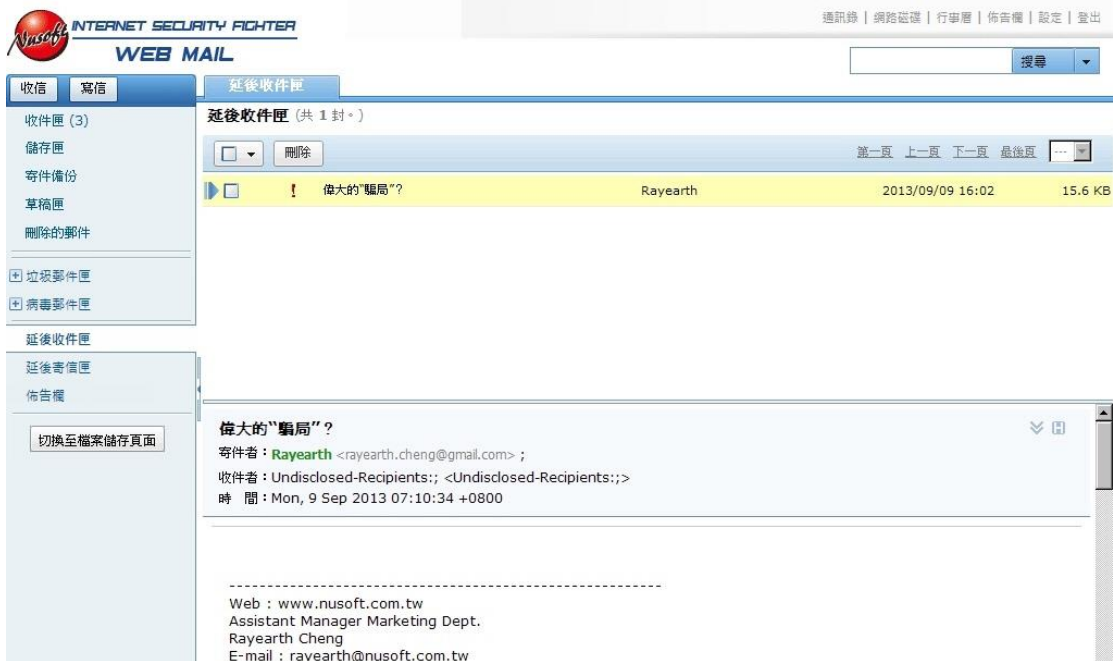 Nusoft INTERNET SECURITY FIGHTER
WEB MAIL
通訊錄 | 網路磁碟 | 行事曆 | 佈告欄 | 設定 | 登出
搜尋
收信 寫信
收件匣 (3)
儲存匣
寄件備份
草稿匣
刪除的郵件
垃圾郵件匣
病毒郵件匣
延後收件匣
延後寄信匣
佈告欄
切換至檔案儲存頁面
延後收件匣
延後收件匣 (共 1 封。)
刪除
第一頁 上一頁 下一頁 最後頁 ---
! 偉大的"騙局"? Rayearth 2013/09/09 16:02 15.6 KB
偉大的“騙局”?
寄件者:Rayearth <rayearth.cheng@gmail.com> ;
收件者:Undisclosed-Recipients:; <Undisclosed-Recipients:;>
時 間:Mon, 9 Sep 2013 07:10:34 +0800
---------------------------------------------------------
Web : www.nusoft.com.tw
Assistant Manager Marketing Dept.
Rayearth Cheng
E-mail : rayearth@nusoft.com.tw